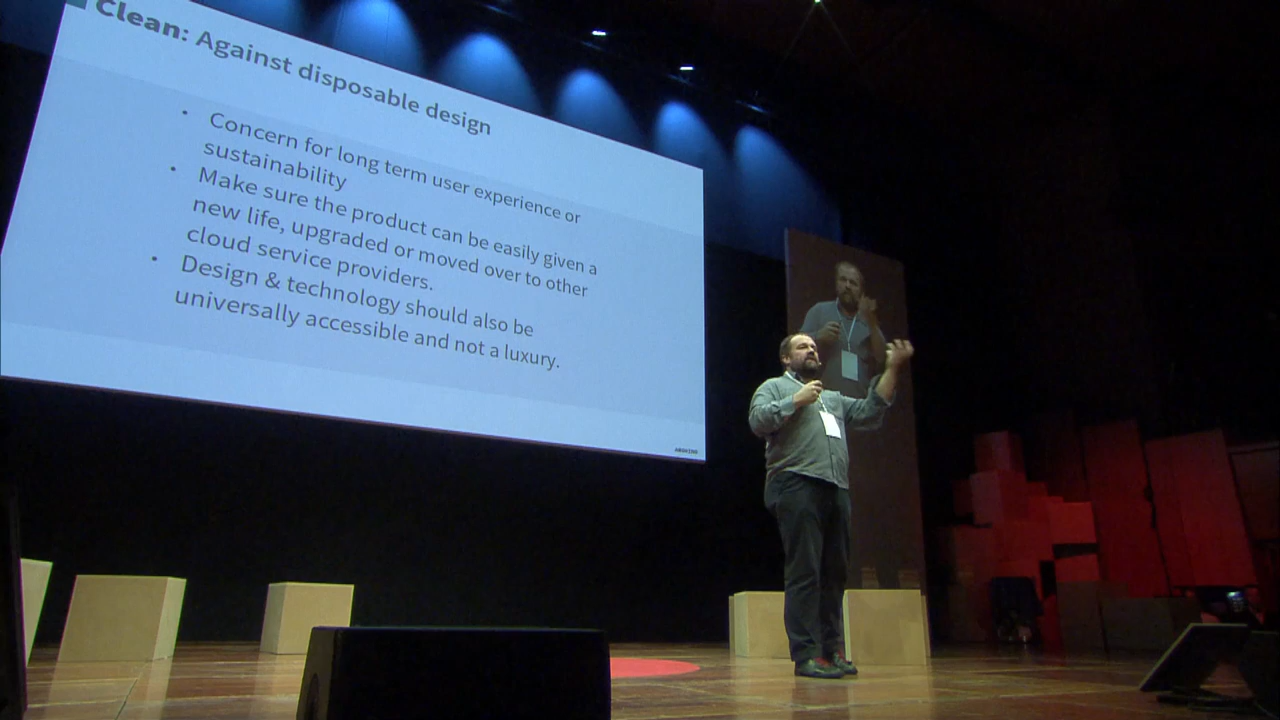 Clean: Against disposable design
• Concern for long term user experience or
sustainability
• Make sure the product can be easily given a
new life, upgraded or moved over to other
cloud service providers.
• Design & technology should also be
universally accessible and not a luxury.